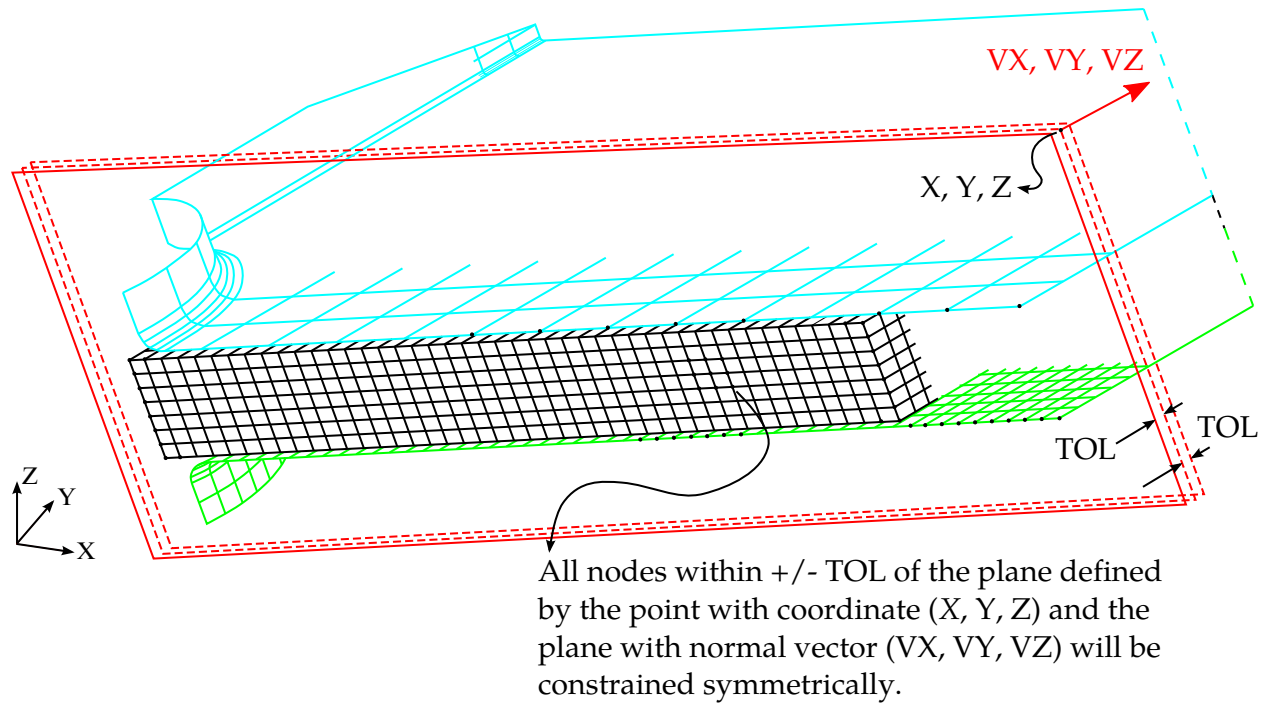 VX, VY, VZ
X, Y, Z
TOL
TOL
Z
Y
X
All nodes within +/- TOL of the plane defined
by the point with coordinate (X, Y, Z) and the
plane with normal vector (VX, VY, VZ) will be
constrained symmetrically.